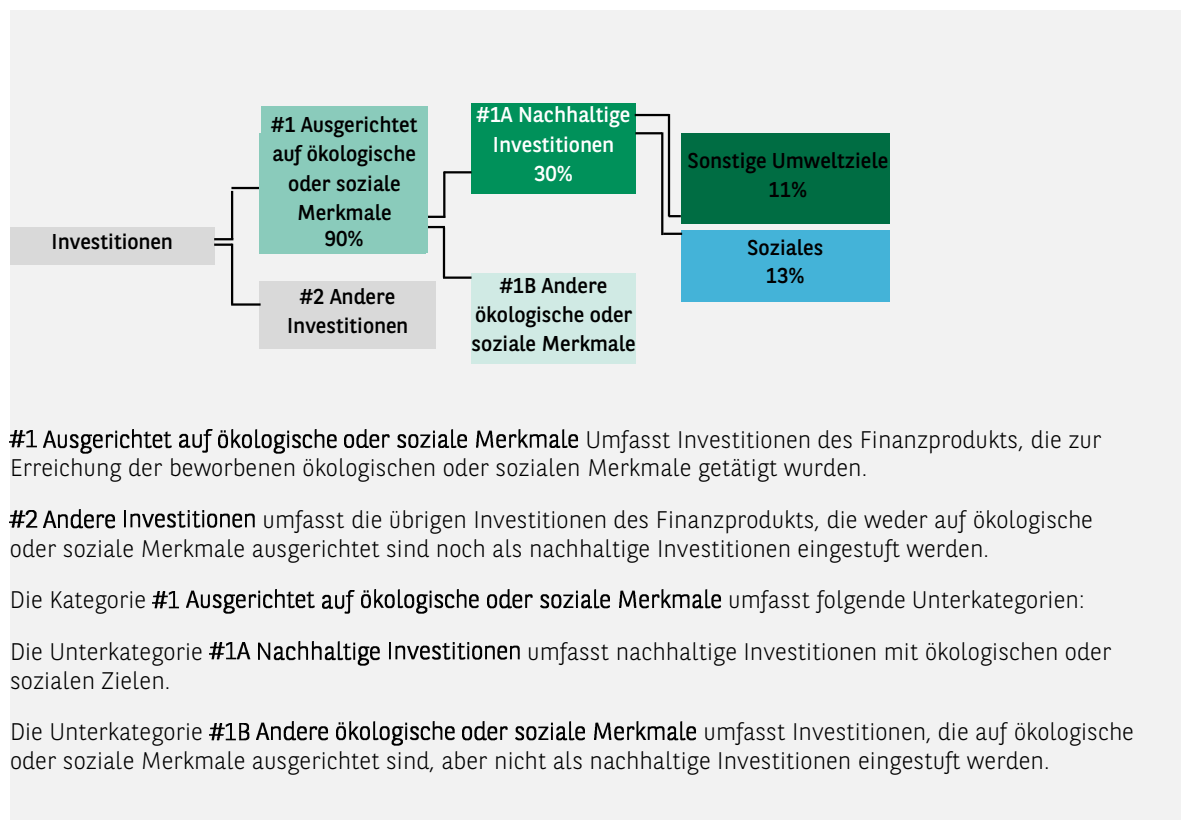 Investitionen
#1 Ausgerichtet
auf ökologische
oder soziale
Merkmale
90%
#2 Andere
Investitionen
#1A Nachhaltige
Investitionen
30%
#1B Andere
ökologische oder
soziale Merkmale
Sonstige Umweltziele
11%
Soziales
13%
#1 Ausgerichtet auf ökologische oder soziale Merkmale Umfasst Investitionen des Finanzprodukts, die zur
Erreichung der beworbenen ökologischen oder sozialen Merkmale getätigt wurden.
#2 Andere Investitionen umfasst die übrigen Investitionen des Finanzprodukts, die weder auf ökologische
oder soziale Merkmale ausgerichtet sind noch als nachhaltige Investitionen eingestuft werden.
Die Kategorie #1 Ausgerichtet auf ökologische oder soziale Merkmale umfasst folgende Unterkategorien:
Die Unterkategorie #1A Nachhaltige Investitionen umfasst nachhaltige Investitionen mit ökologischen oder
sozialen Zielen.
Die Unterkategorie #1B Andere ökologische oder soziale Merkmale umfasst Investitionen, die auf ökologische
oder soziale Merkmale ausgerichtet sind, aber nicht als nachhaltige Investitionen eingestuft werden.